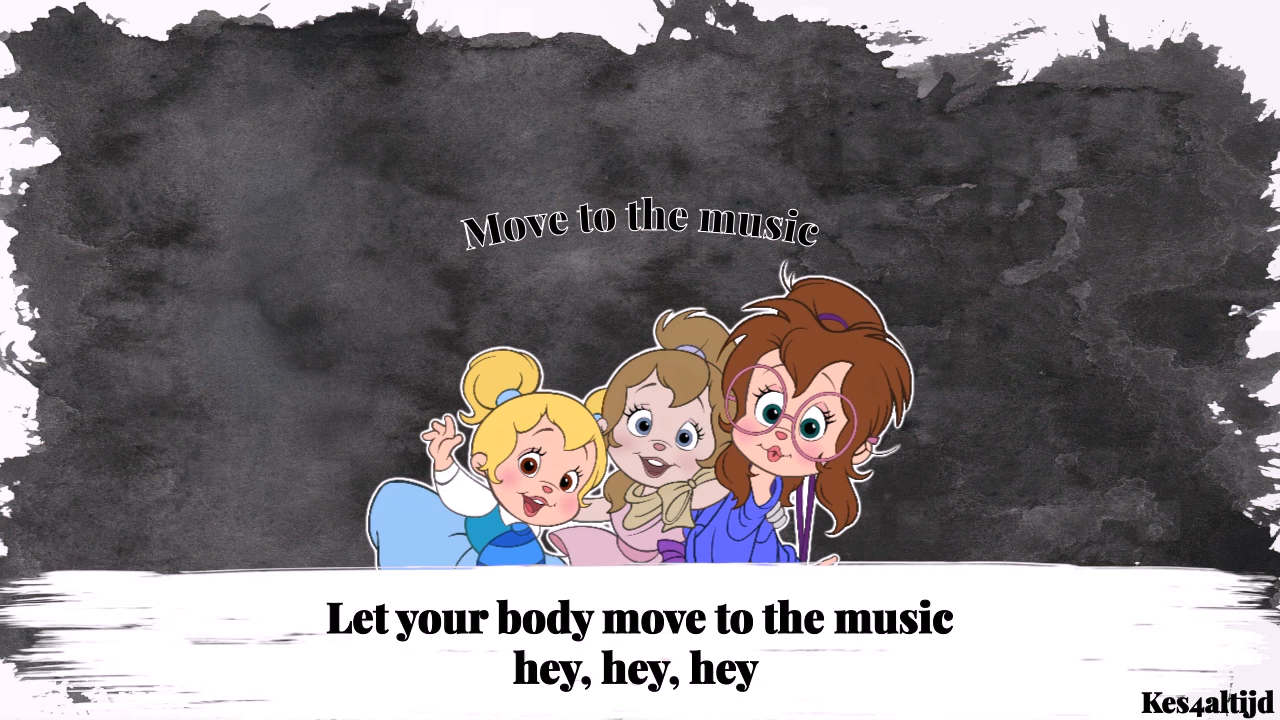 Move to the music
Let your body move to the music
hey, hey, hey
Kes4altijd